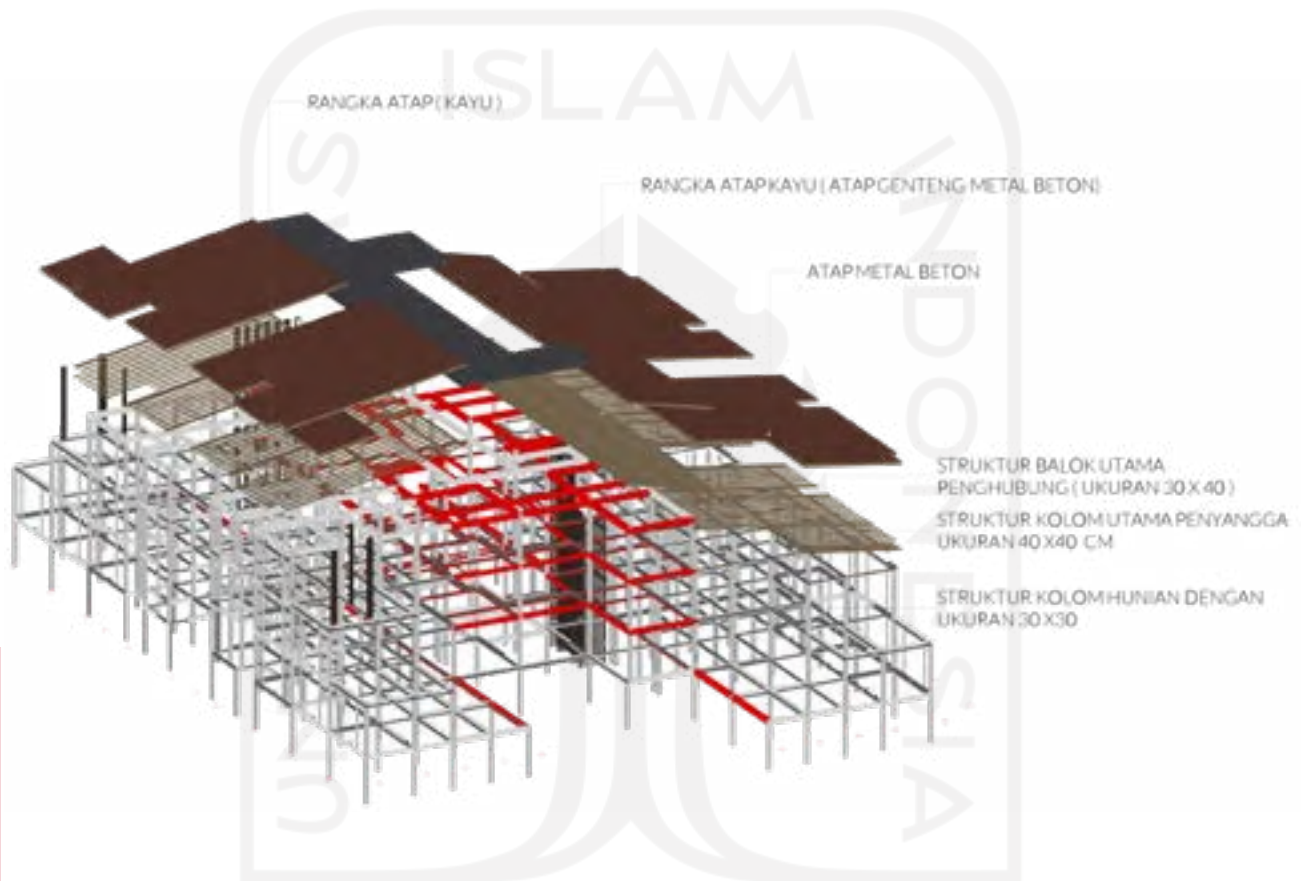 ISLAM
RANGKA ATAP ( KAYU )
RANGKA ATAP KAYU ( ATAP GENTENG METAL BETON)
ATAP METAL BETON
STRUKTUR BALOK UTAMA
PENGHUBUNG ( UKURAN 30 X 40 )
STRUKTUR KOLOM UTAMA PENYANGGA
UKURAN 40 X40 CM
STRUKTUR KOLOM HUNIAN DENGAN
UKURAN 30 X30
INDONESIA